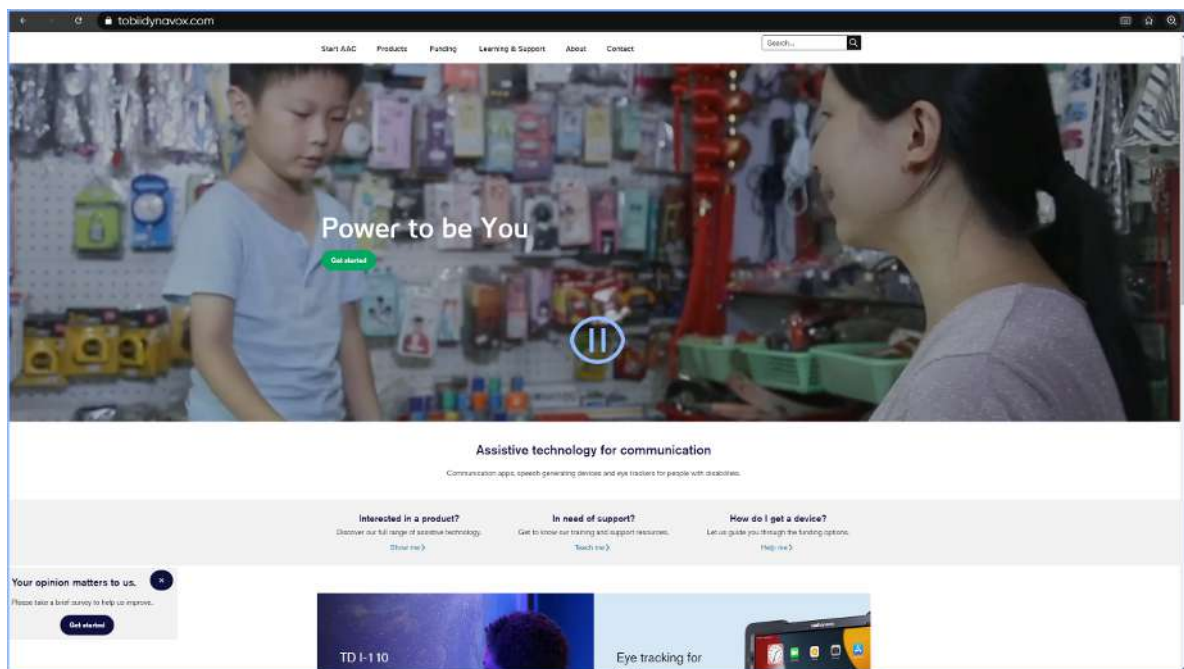 tobiidynavox.com
Start AAC Products Funding Learning & Support About Contact
Search...
Power to be You
Get started
Assistive technology for communication
Communication apps, speech generating devices and eye trackers for people with disabilities.
Interested in a product? In need of support? How do I get a device?
Discover our full range of assistive technology. Get to know our training and support resources. Let us guide you through the funding options.
Show me > Teach me > Help me >
Your opinion matters to us. ×
Please take a brief survey to help us improve.
Get started
TD I-110 Eye tracking for